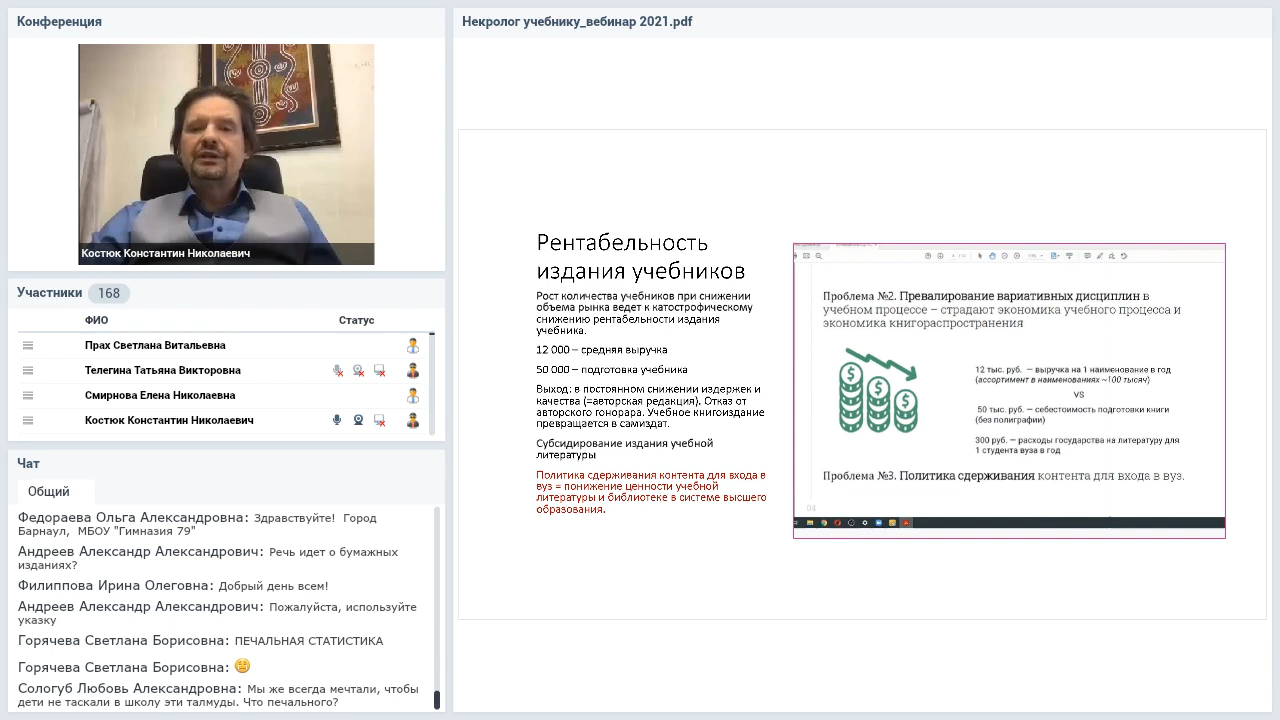 Конференция
Костюк Константин Николаевич
Участники 168
ФИО Статус
Прах Светлана Витальевна
Телегина Татьяна Викторовна
Смирнова Елена Николаевна
Костюк Константин Николаевич
Чат
Общий
Федораева Ольга Александровна: Здравствуйте! Город
Барнаул, МБОУ "Гимназия 79"
Андреев Александр Александрович: Речь идет о бумажных
изданиях?
Филиппова Ирина Олеговна: Добрый день всем!
Андреев Александр Александрович: Пожалуйста, используйте
указку
Горячева Светлана Борисовна: ПЕЧАЛЬНАЯ СТАТИСТИКА
Горячева Светлана Борисовна:
Сологуб Любовь Александровна: Мы же всегда мечтали, чтобы
дети не таскали в школу эти талмуды. Что печального?
Некролог учебнику_вебинар 2021.pdf
Рентабельность
издания учебников
Рост количества учебников при снижении
объема рынка ведет к катострофическому
снижению рентабельности издания
учебника.
12 000 – средняя выручка
50 000 – подготовка учебника
Выход: в постоянном снижении издержек и
качества (=авторская редакция). Отказ от
авторского гонорара. Учебное книгоиздание
превращается в самиздат.
Субсидирование издания учебной
литературы
Политика сдерживания контента для входа в
вуз = понижение ценности учебной
литературы и библиотеке в системе высшего
образования.
Проблема №2. Превалирование вариативных дисциплин в
учебном процессе – страдают экономика учебного процесса и
экономика книгораспространения
12 тыс. руб. — выручка на 1 наименование в год
(ассортимент в наименованиях ~100 тысяч)
VS
50 тыс. руб. — себестоимость подготовки книги
(без полиграфии)
300 руб. — расходы государства на литературу для
1 студента вуза в год
Проблема №3. Политика сдерживания контента для входа в вуз.
04